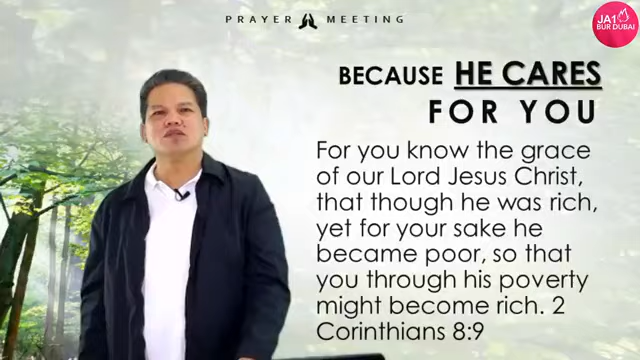 PRAYER MEETING
JA1
BUR DUBAI
BECAUSE HE CARES
FOR YOU
For you know the grace
of our Lord Jesus Christ,
that though he was rich,
yet for your sake he
became poor, so that
you through his poverty
might become rich. 2
Corinthians 8:9